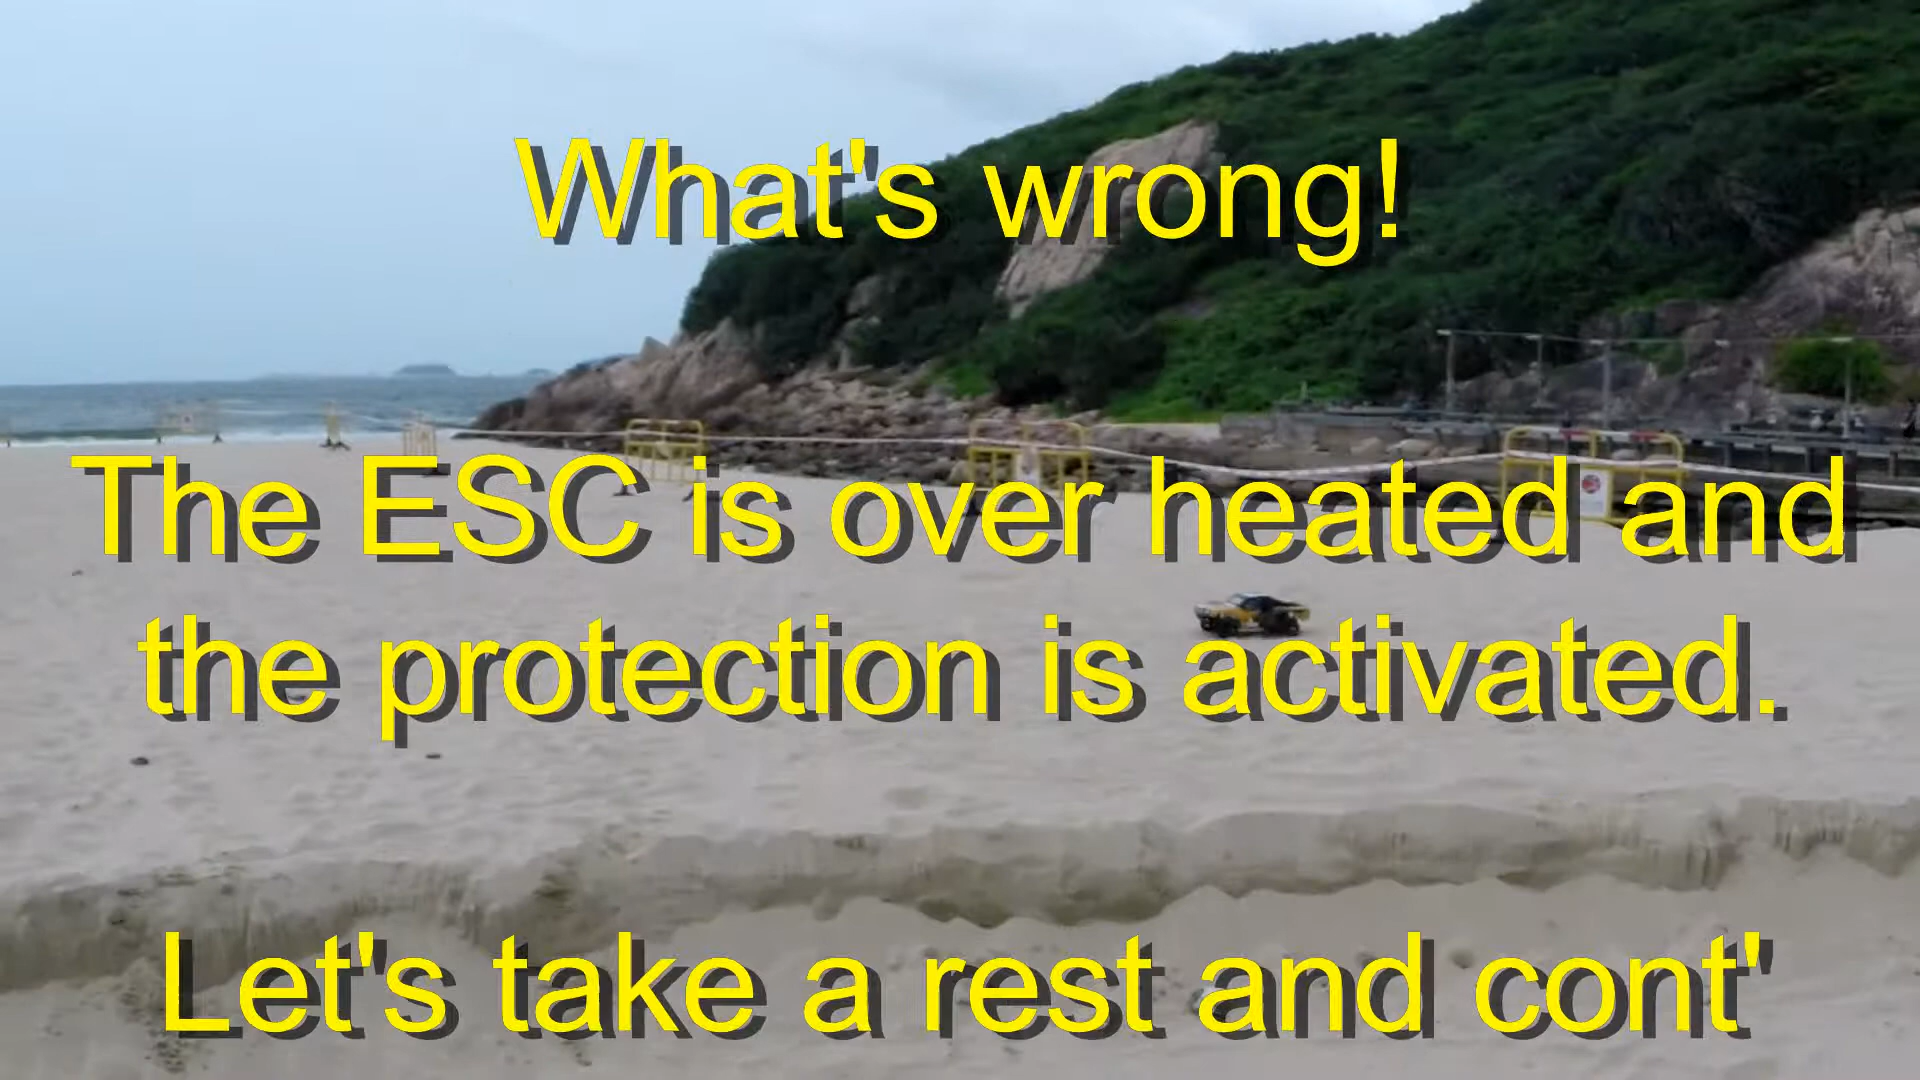 What's wrong!
The ESC is over heated and
the protection is activated.
Let's take a rest and cont'